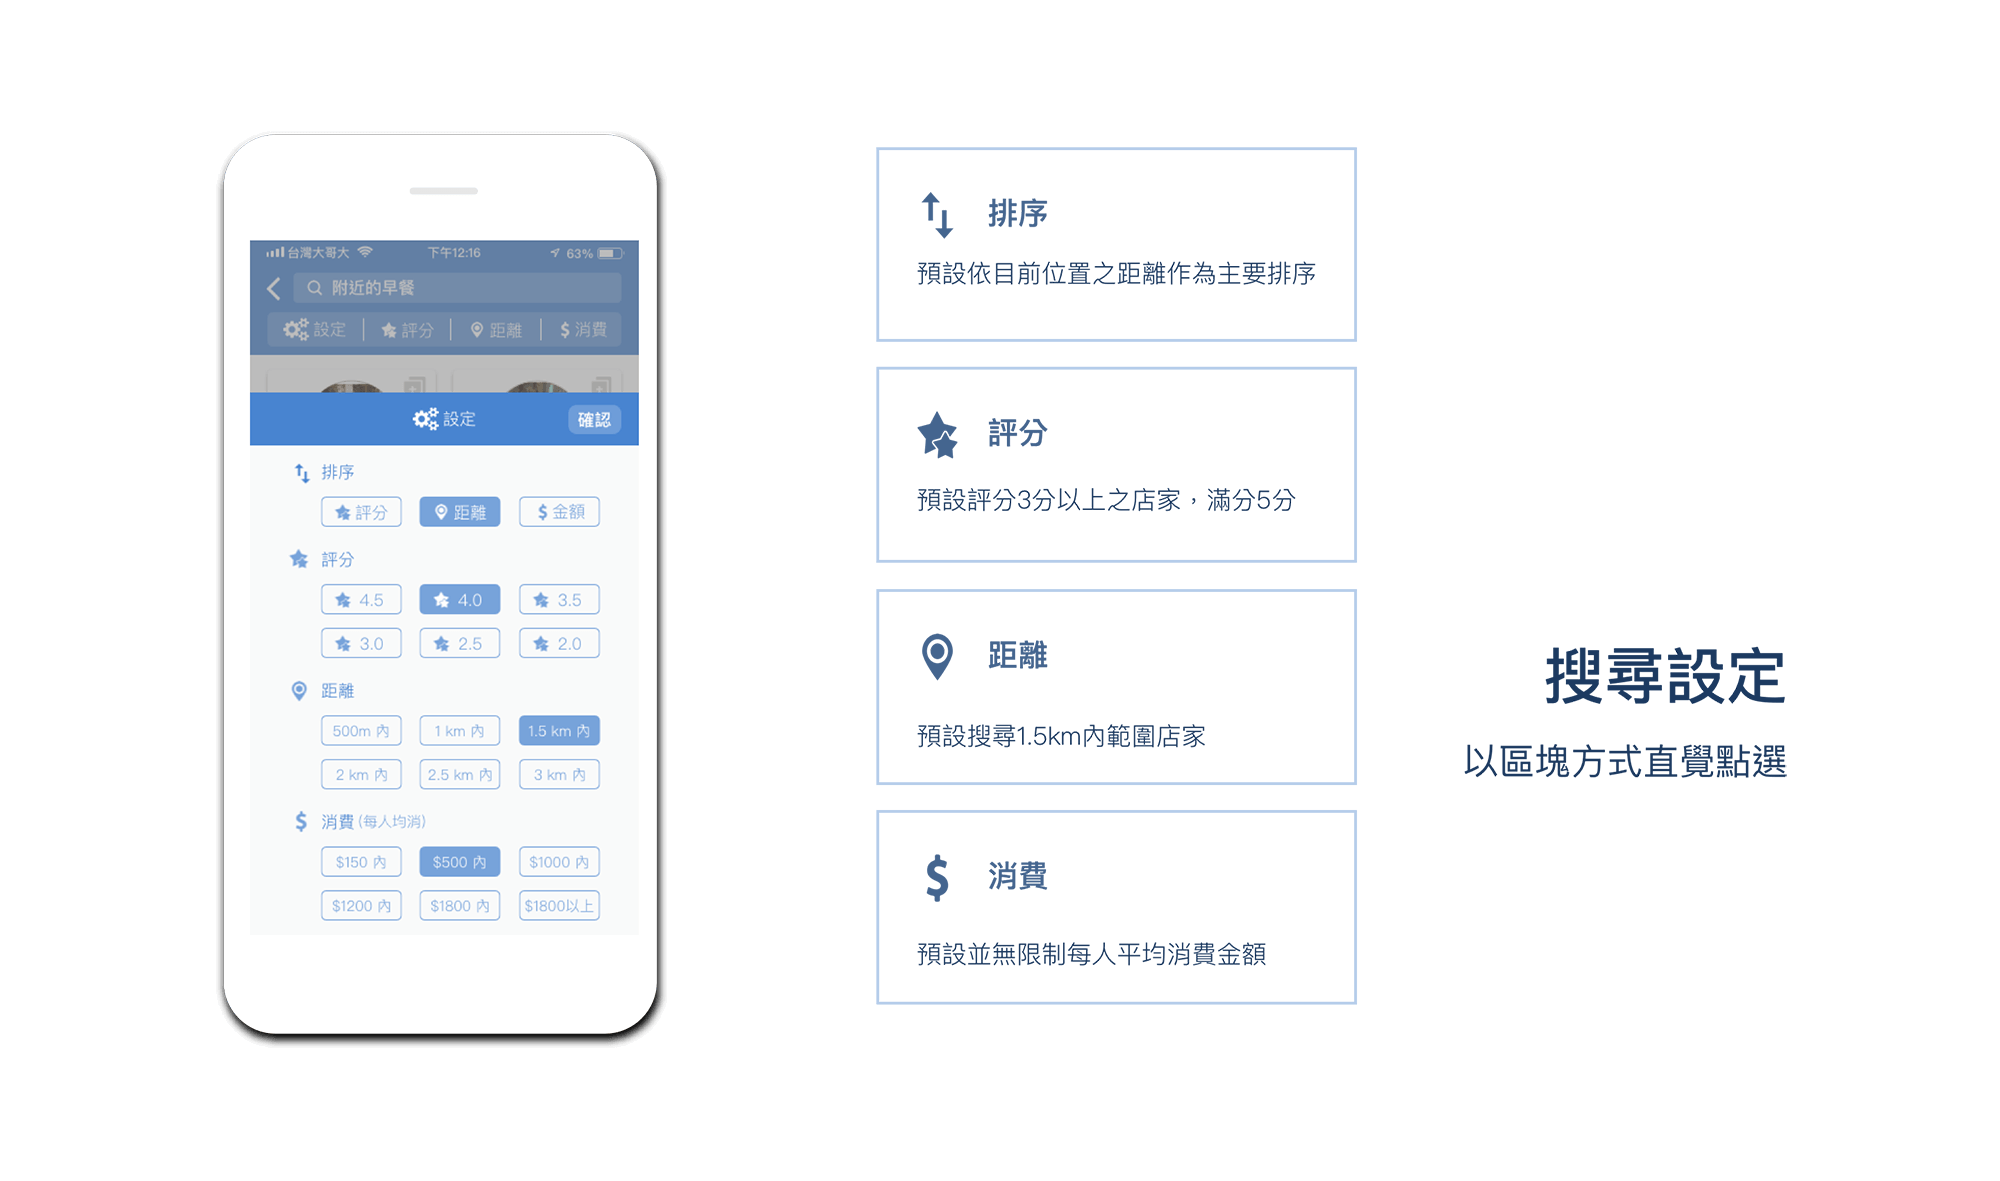 台灣大哥大 下午12:16 63%
附近的早餐
設定 評分 距離 $ 消費
設定 確認
排序
評分 距離 $ 金額
評分
4.5 4.0 3.5
3.0 2.5 2.0
距離
500m 內 1 km 內 1.5 km 內
2 km 內 2.5 km 內 3 km 內
$ 消費 (每人均消)
$150 內 $500 內 $1000 內
$1200 內 $1800 內 $1800以上
排序
預設依目前位置之距離作為主要排序
評分
預設評分3分以上之店家，滿分5分
距離
預設搜尋1.5km內範圍店家
$ 消費
預設並無限制每人平均消費金額
搜尋設定
以區塊方式直覺點選